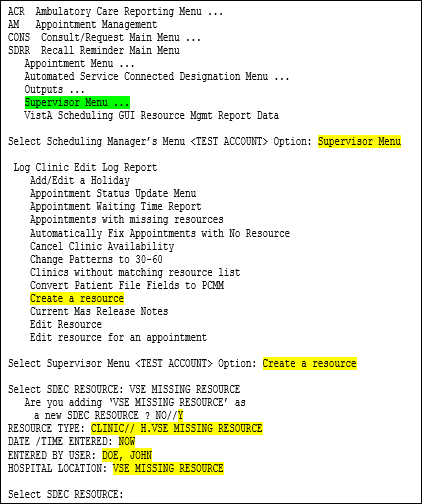 ACR  Ambulatory Care Reporting Menu ...
AM   Appointment Management
CONS  Consult/Request Main Menu ...
SDRR  Recall Reminder Main Menu
Appointment Menu ...
Automated Service Connected Designation Menu ...
Outputs ...
Supervisor Menu ...
VistA Scheduling GUI Resource Mgmt Report Data
Select Scheduling Manager's Menu <TEST ACCOUNT> Option: Supervisor Menu
Log Clinic Edit Log Report
Add/Edit a Holiday
Appointment Status Update Menu
Appointment Waiting Time Report
Appointments with missing resources
Automatically Fix Appointments with No Resource
Cancel Clinic Availability
Change Patterns to 30-60
Clinics without matching resource list
Convert Patient File Fields to PCMM
Create a resource
Current Mas Release Notes
Edit Resource
Edit resource for an appointment
Select Supervisor Menu <TEST ACCOUNT> Option: Create a resource
Select SDEC RESOURCE: VSE MISSING RESOURCE
Are you adding 'VSE MISSING RESOURCE' as
a new SDEC RESOURCE ? NO//Y
RESOURCE TYPE: CLINIC// H.VSE MISSING RESOURCE
DATE /TIME ENTERED: NOW
ENTERED BY USER: DOE, JOHN
HOSPITAL LOCATION: VSE MISSING RESOURCE
Select SDEC RESOURCE: